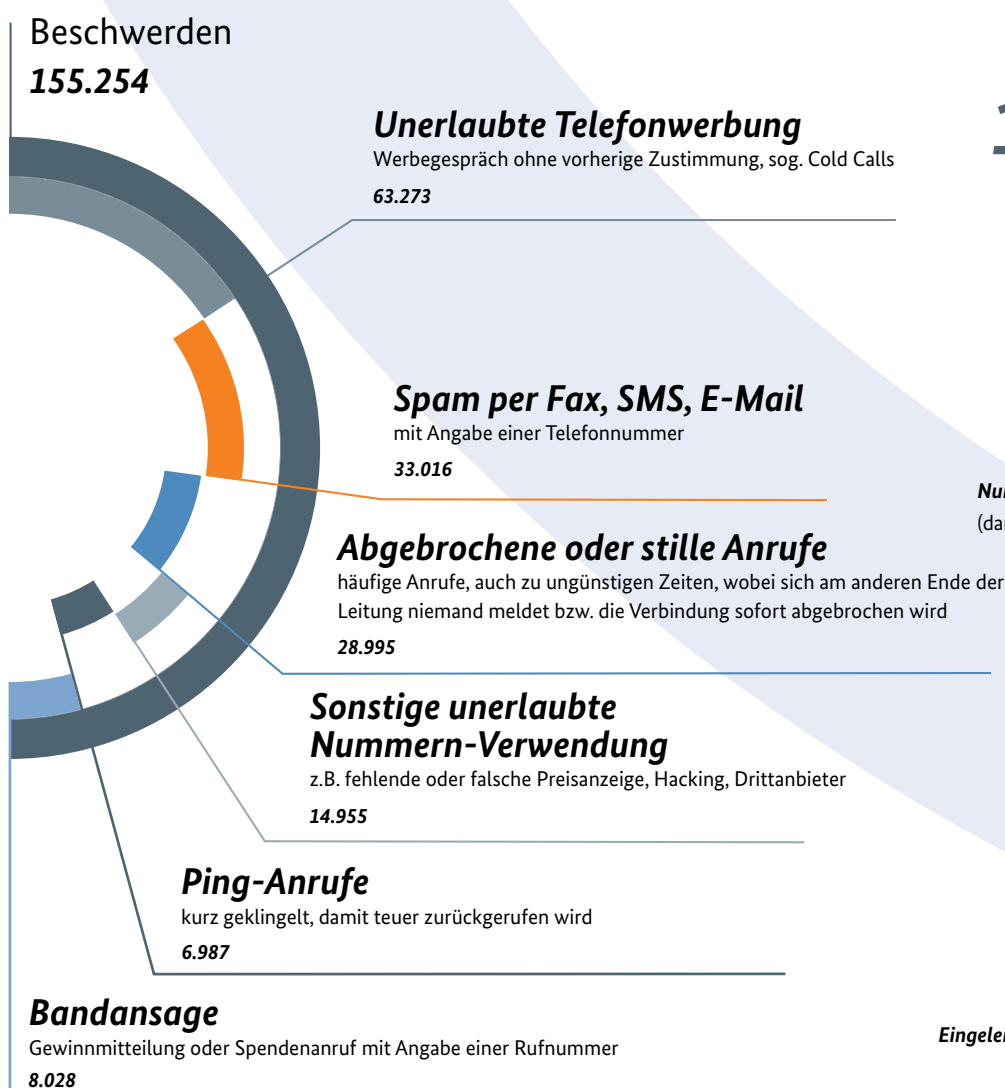 Beschwerden
155.254
Unerlaubte Telefonwerbung
Werbegespräch ohne vorherige Zustimmung, sog. Cold Calls
63.273
Spam per Fax, SMS, E-Mail
mit Angabe einer Telefonnummer
33.016
Abgebrochene oder stille Anrufe
häufige Anrufe, auch zu ungünstigen Zeiten, wobei sich am anderen Ende der
Leitung niemand meldet bzw. die Verbindung sofort abgebrochen wird
28.995
Sonstige unerlaubte
Nummern-Verwendung
z.B. fehlende oder falsche Preisanzeige, Hacking, Drittanbieter
14.955
Ping-Anrufe
kurz geklingelt, damit teuer zurückgerufen wird
6.987
Bandansage
Gewinnmitteilung oder Spendenanruf mit Angabe einer Rufnummer
8.028